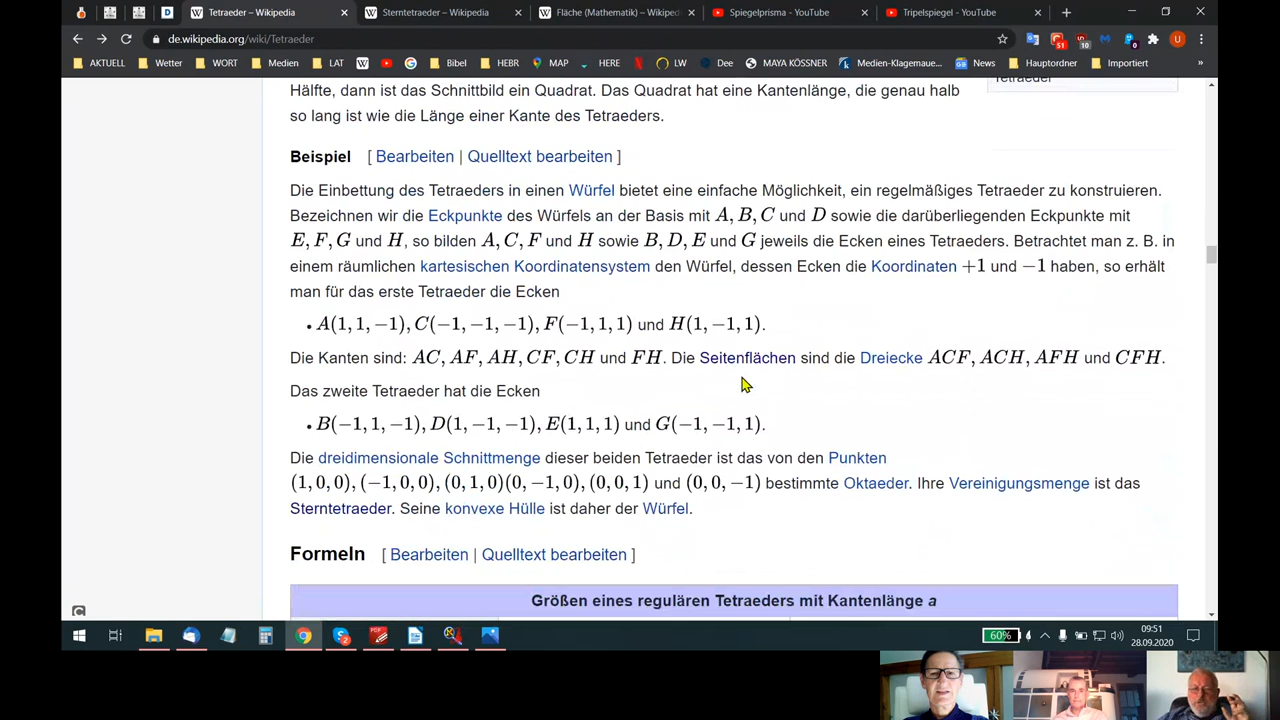 Tetraeder – Wikipedia
Sterntetraeder – Wikipedia
Fläche (Mathematik) – Wikipedi
Spiegelprisma - YouTube
Tripelspiegel - YouTube
de.wikipedia.org/wiki/Tetraeder
51
10
0
U
AKTUELL
Wetter
WORT
Medien
LAT
Bibel
HEBR
MAP
HERE
LW
Dee
MAYA KÖSSNER
Medien-Klagemaue...
News
Hauptordner
Importiert
»
Tetraeder
Hälfte, dann ist das Schnittbild ein Quadrat. Das Quadrat hat eine Kantenlänge, die genau halb
so lang ist wie die Länge einer Kante des Tetraeders.
Beispiel [ Bearbeiten | Quelltext bearbeiten ]
Die Einbettung des Tetraeders in einen Würfel bietet eine einfache Möglichkeit, ein regelmäßiges Tetraeder zu konstruieren.
Bezeichnen wir die Eckpunkte des Würfels an der Basis mit A, B, C und D sowie die darüberliegenden Eckpunkte mit
E, F, G und H, so bilden A, C, F und H sowie B, D, E und G jeweils die Ecken eines Tetraeders. Betrachtet man z. B. in
einem räumlichen kartesischen Koordinatensystem den Würfel, dessen Ecken die Koordinaten +1 und −1 haben, so erhält
man für das erste Tetraeder die Ecken
• A(1, 1, −1), C(−1, −1, −1), F(−1, 1, 1) und H(1, −1, 1).
Die Kanten sind: AC, AF, AH, CF, CH und FH. Die Seitenflächen sind die Dreiecke ACF, ACH, AFH und CFH.
Das zweite Tetraeder hat die Ecken
• B(−1, 1, −1), D(1, −1, −1), E(1, 1, 1) und G(−1, −1, 1).
Die dreidimensionale Schnittmenge dieser beiden Tetraeder ist das von den Punkten
(1, 0, 0), (−1, 0, 0), (0, 1, 0)(0, −1, 0), (0, 0, 1) und (0, 0, −1) bestimmte Oktaeder. Ihre Vereinigungsmenge ist das
Sterntetraeder. Seine konvexe Hülle ist daher der Würfel.
Formeln [ Bearbeiten | Quelltext bearbeiten ]
Größen eines regulären Tetraeders mit Kantenlänge a
60%
09:51
28.09.2020